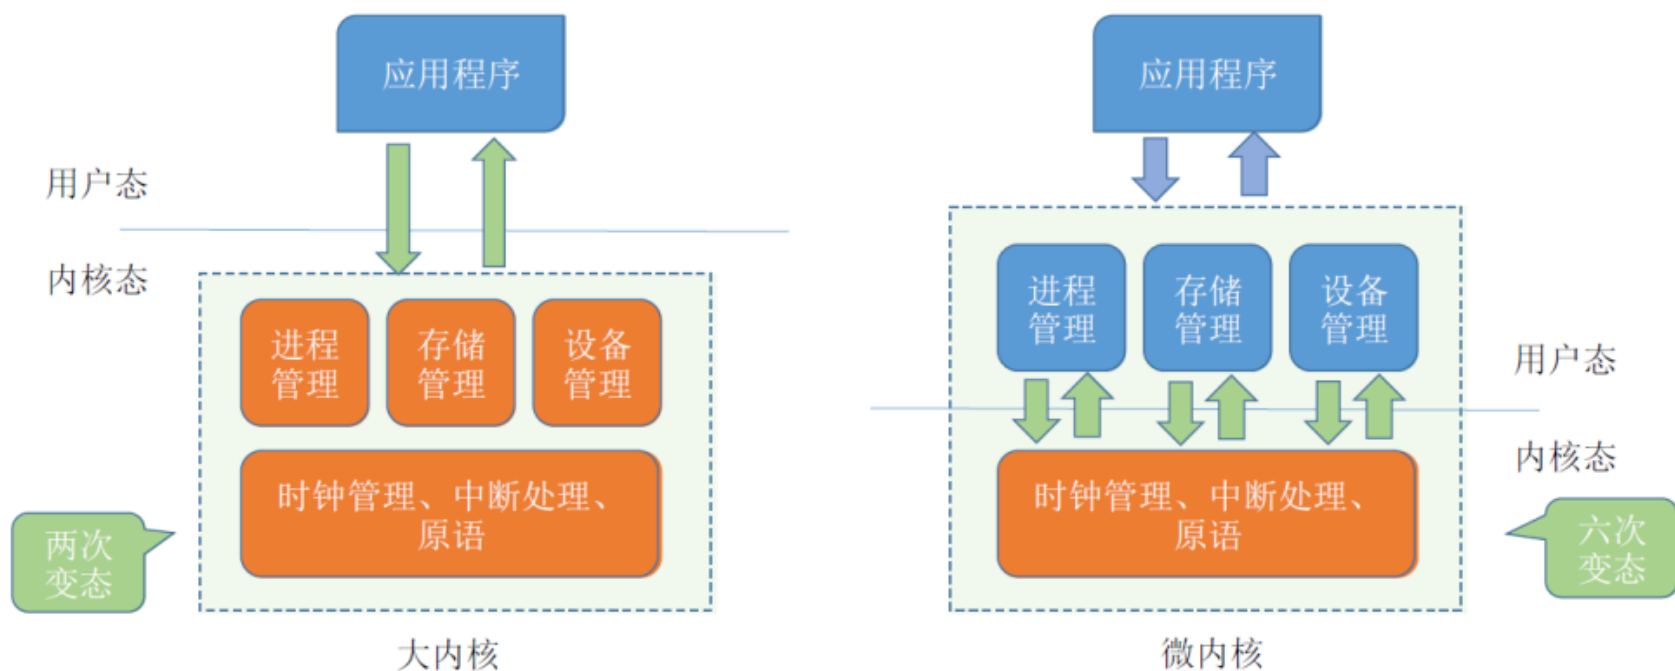 应用程序
用户态
内核态
进程
管理
存储
管理
设备
管理
时钟管理、中断处理、
原语
两次
变态
大内核
应用程序
进程
管理
存储
管理
设备
管理
用户态
内核态
时钟管理、中断处理、
原语
六次
变态
微内核